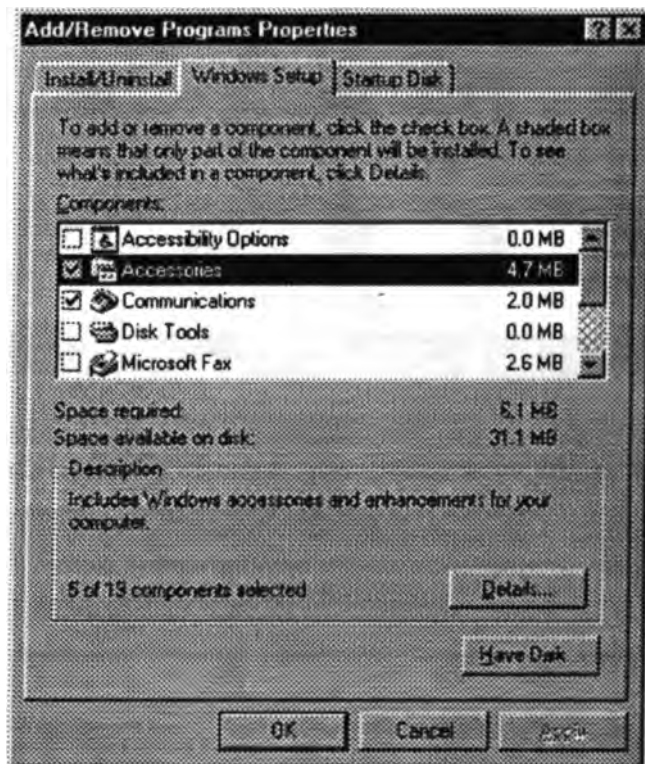 Add/Remove Programs Properties
Install/Uninstall Windows Setup Startup Disk
To add or remove a component, click the check box. A shaded box
means that only part of the component will be installed. To see
what's included in a component, click Details.
Components:
Accessibility Options 0.0 MB
Accessories 4.7 MB
Communications 2.0 MB
Disk Tools 0.0 MB
Microsoft Fax 2.6 MB
Space required: 6.1 MB
Space available on disk: 31.1 MB
Description
Includes Windows accessories and enhancements for your
computer.
5 of 13 components selected Details...
Have Disk
OK Cancel Apply